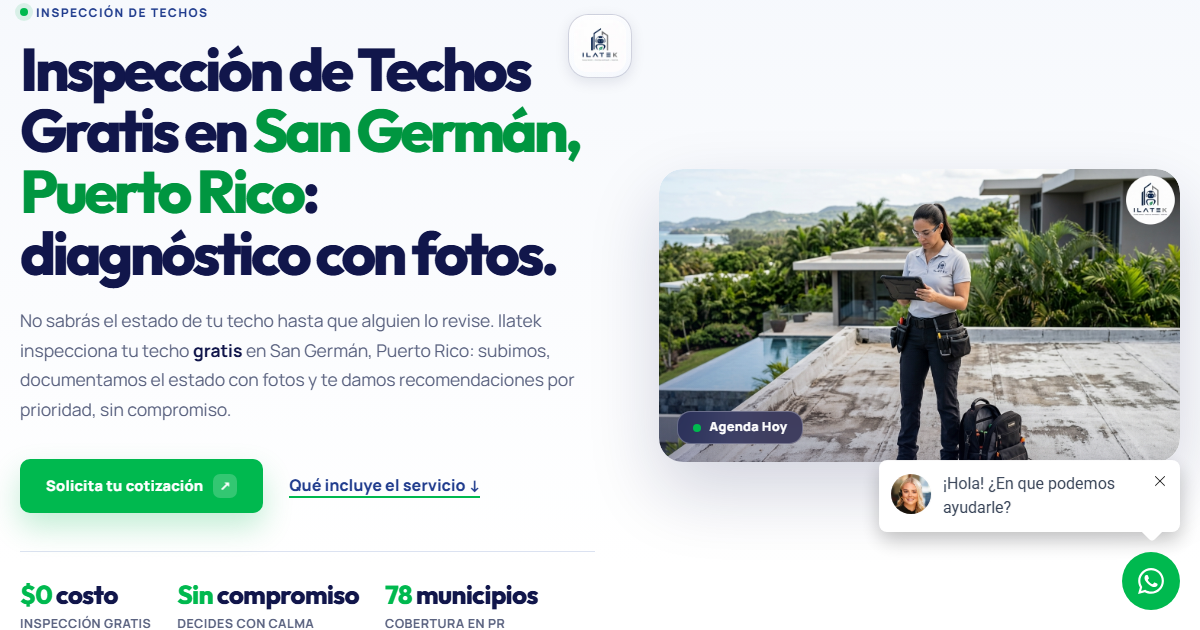 INSPECCIÓN DE TECHOS
ILATEK
Inspección de Techos
Gratis en San Germán,
Puerto Rico:
diagnóstico con fotos.
No sabrás el estado de tu techo hasta que alguien lo revise. Ilatek
inspecciona tu techo gratis en San Germán, Puerto Rico: subimos,
documentamos el estado con fotos y te damos recomendaciones por
prioridad, sin compromiso.
Solicita tu cotización ↗
Qué incluye el servicio ↓
$0 costo
INSPECCIÓN GRATIS
Sin compromiso
DECIDES CON CALMA
78 municipios
COBERTURA EN PR
ILATEK
ILATEK
Agenda Hoy
¡Hola! ¿En que podemos
ayudarle?